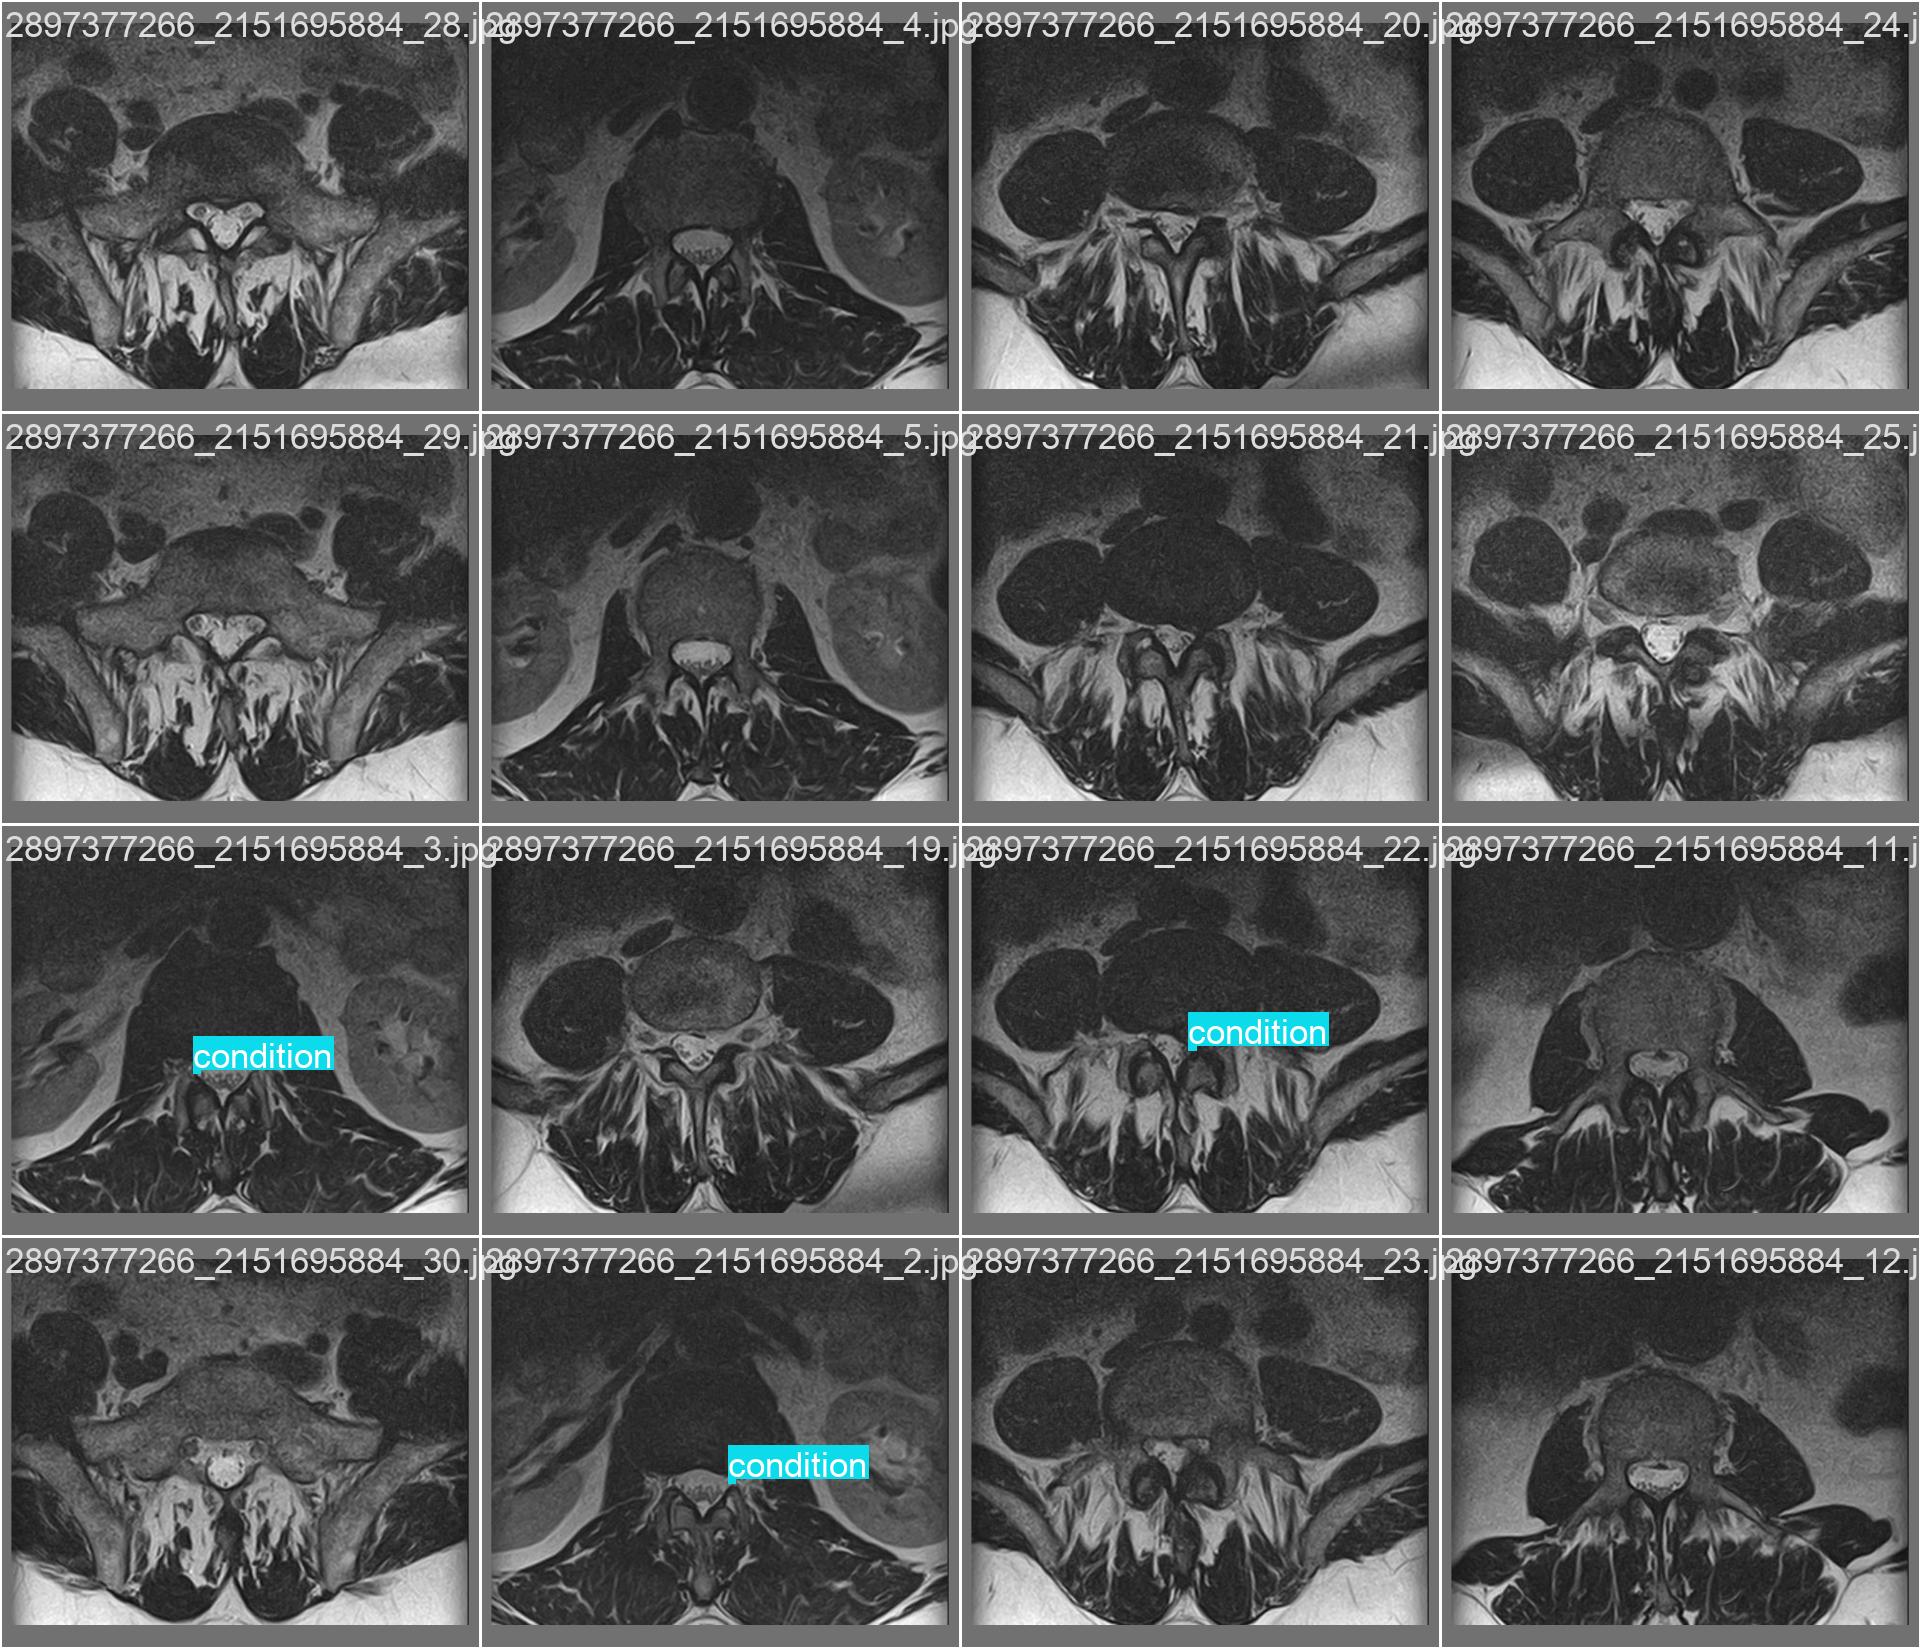 2897377266_2151695884_28.jpg
2897377266_2151695884_4.jpg
2897377266_2151695884_20.jpg
2897377266_2151695884_24.j
2897377266_2151695884_29.jpg
2897377266_2151695884_5.jpg
2897377266_2151695884_21.jpg
2897377266_2151695884_25.j
2897377266_2151695884_3.jpg
2897377266_2151695884_19.jpg
2897377266_2151695884_22.jpg
2897377266_2151695884_11.j
condition
condition
2897377266_2151695884_30.jpg
2897377266_2151695884_2.jpg
2897377266_2151695884_23.jpg
2897377266_2151695884_12.j
condition